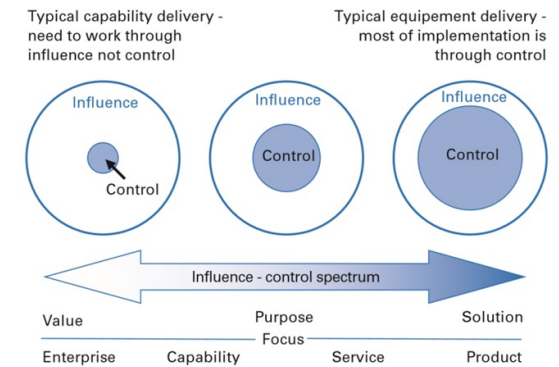 Typical capability delivery -
need to work through
influence not control
Typical equipement delivery -
most of implementation is
through control
Influence
Control
Influence
Control
Influence
Control
Influence - control spectrum
Value
Purpose
Solution
Focus
Enterprise
Capability
Service
Product